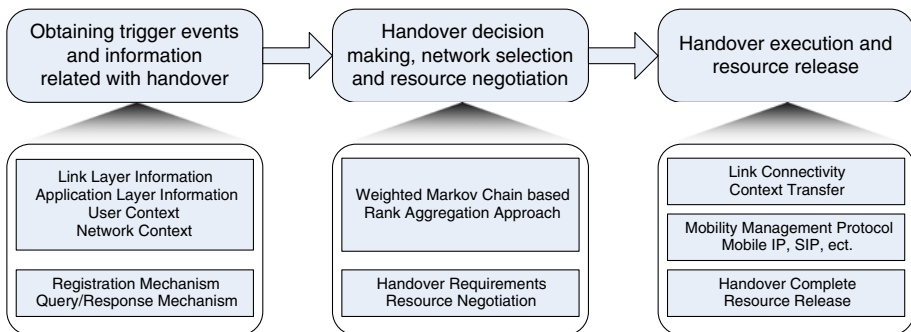 Obtaining trigger events
and information
related with handover
Handover decision
making, network selection
and resource negotiation
Handover execution and
resource release
Link Layer Information
Application Layer Information
User Context
Network Context
Registration Mechanism
Query/Response Mechanism
Weighted Markov Chain based
Rank Aggregation Approach
Handover Requirements
Resource Negotiation
Link Connectivity
Context Transfer
Mobility Management Protocol
Mobile IP, SIP, ect.
Handover Complete
Resource Release